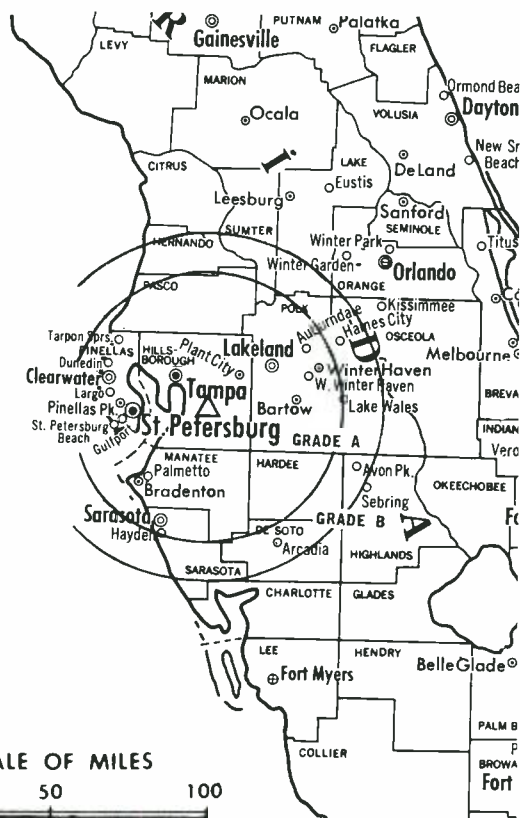 PUTNAM
Palatka
Gainesville
LEVY
FLAGLER
MARION
Ormond Bea
VOLUSIA
Dayton
Ocala
CITRUS
LAKE
DeLand
New Sm
Beach
Eustis
Leesburg
Sanford
SUMTER
SEMINOLE
HERNANDO
Winter Park
Titus
Winter Garden
Orlando
PASCO
ORANGE
POLK
Kissimmee
Auburndale
Haines City
OSCEOLA
Tarpon Sprs.
PINELLAS
HILLS-
BOROUGH
Plant City
Lakeland
Melbourne
Dunedin
Clearwater
Tampa
Winter Haven
W. Winter Haven
Largo
Bartow
Lake Wales
BREVA
Pinellas Pk.
St. Petersburg
St. Petersburg
Beach
Gulfport
GRADE A
INDIAN
Vero
MANATEE
HARDEE
Avon Pk.
Palmetto
OKEECHOBEE
Bradenton
Sebring
Sarasota
GRADE B
Hayden
DE SOTO
Arcadia
HIGHLANDS
SARASOTA
CHARLOTTE
GLADES
LEE
HENDRY
Belle Glade
Fort Myers
PALM B
COLLIER
BROWA
Fort
ALE OF MILES
50
100
R
I
D
A